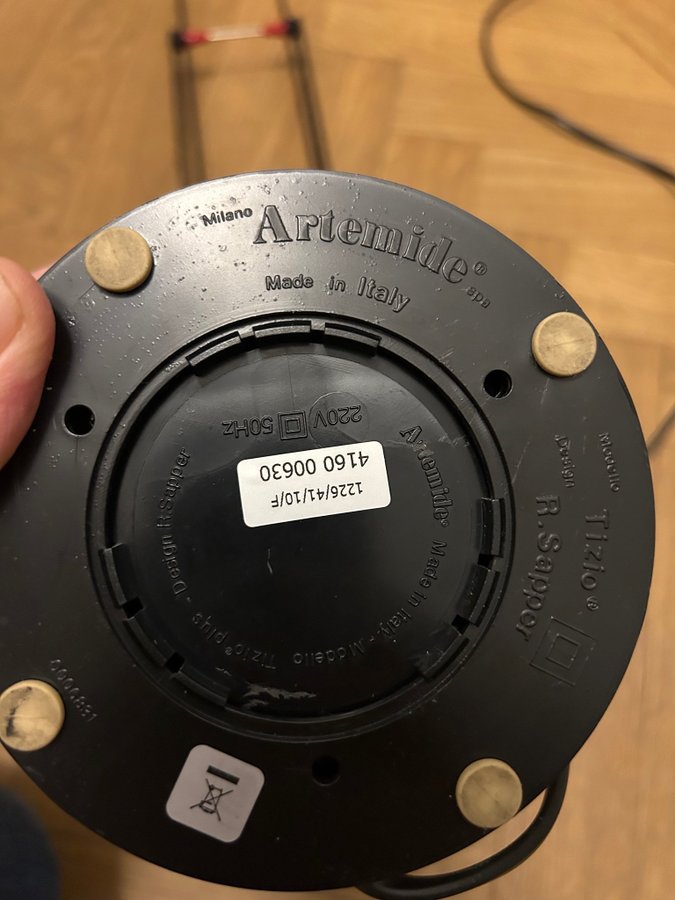 Milano Artemide® spa
Made in Italy
Modello Tizio®
Design R.Sapper
220V 50Hz
1226/41/10/F
4160 00630
Artemide® Made in Italy - Modello Tizio® plus - Design R.Sapper -